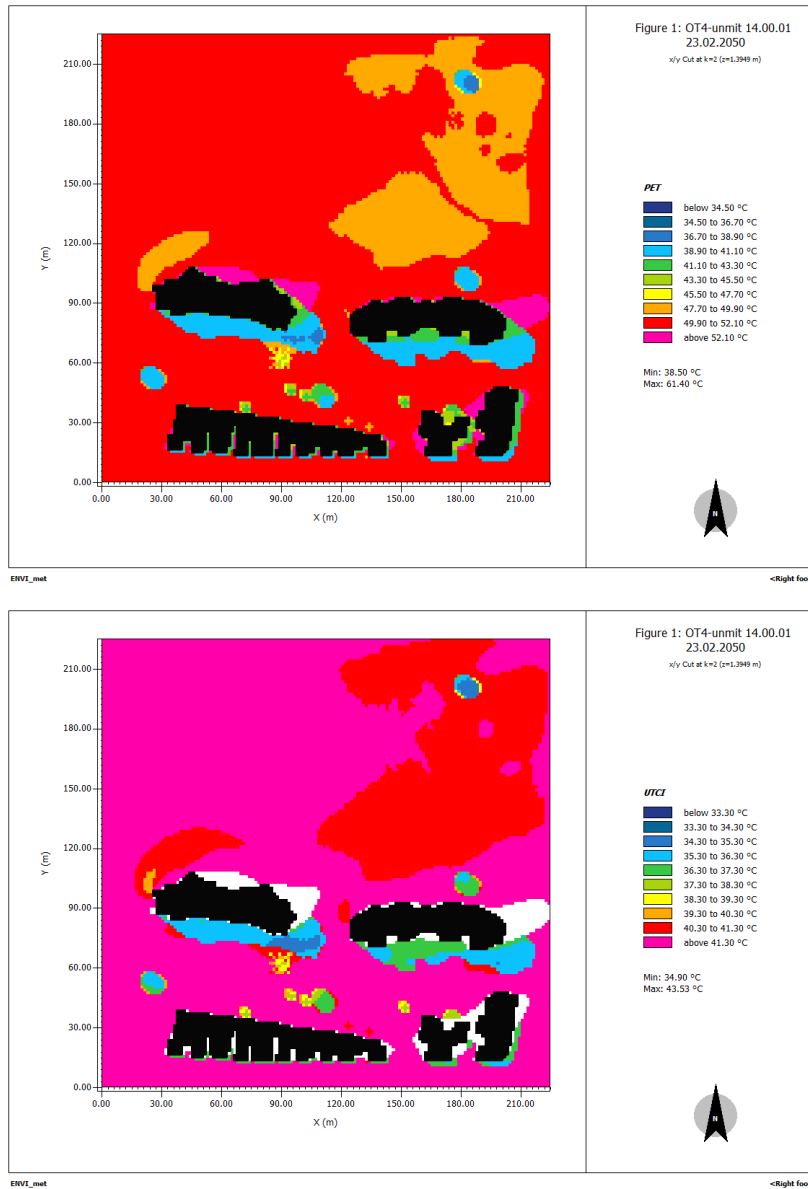 Figure 1: OT4-unmit 14.00.01
23.02.2050
x/y Cut at k=2 (z=1.3949 m)
210.00
180.00
150.00
120.00
90.00
60.00
30.00
0.00
Y (m)
0.00 30.00 60.00 90.00 120.00 150.00 180.00 210.00
X (m)
PET
below 34.50 °C
34.50 to 36.70 °C
36.70 to 38.90 °C
38.90 to 41.10 °C
41.10 to 43.30 °C
43.30 to 45.50 °C
45.50 to 47.70 °C
47.70 to 49.90 °C
49.90 to 52.10 °C
above 52.10 °C
Min: 38.50 °C
Max: 61.40 °C
N
ENVI_met <Right foo
Figure 1: OT4-unmit 14.00.01
23.02.2050
x/y Cut at k=2 (z=1.3949 m)
210.00
180.00
150.00
120.00
90.00
60.00
30.00
0.00
Y (m)
0.00 30.00 60.00 90.00 120.00 150.00 180.00 210.00
X (m)
UTCI
below 33.30 °C
33.30 to 34.30 °C
34.30 to 35.30 °C
35.30 to 36.30 °C
36.30 to 37.30 °C
37.30 to 38.30 °C
38.30 to 39.30 °C
39.30 to 40.30 °C
40.30 to 41.30 °C
above 41.30 °C
Min: 34.90 °C
Max: 43.53 °C
N
ENVI_met <Right foo